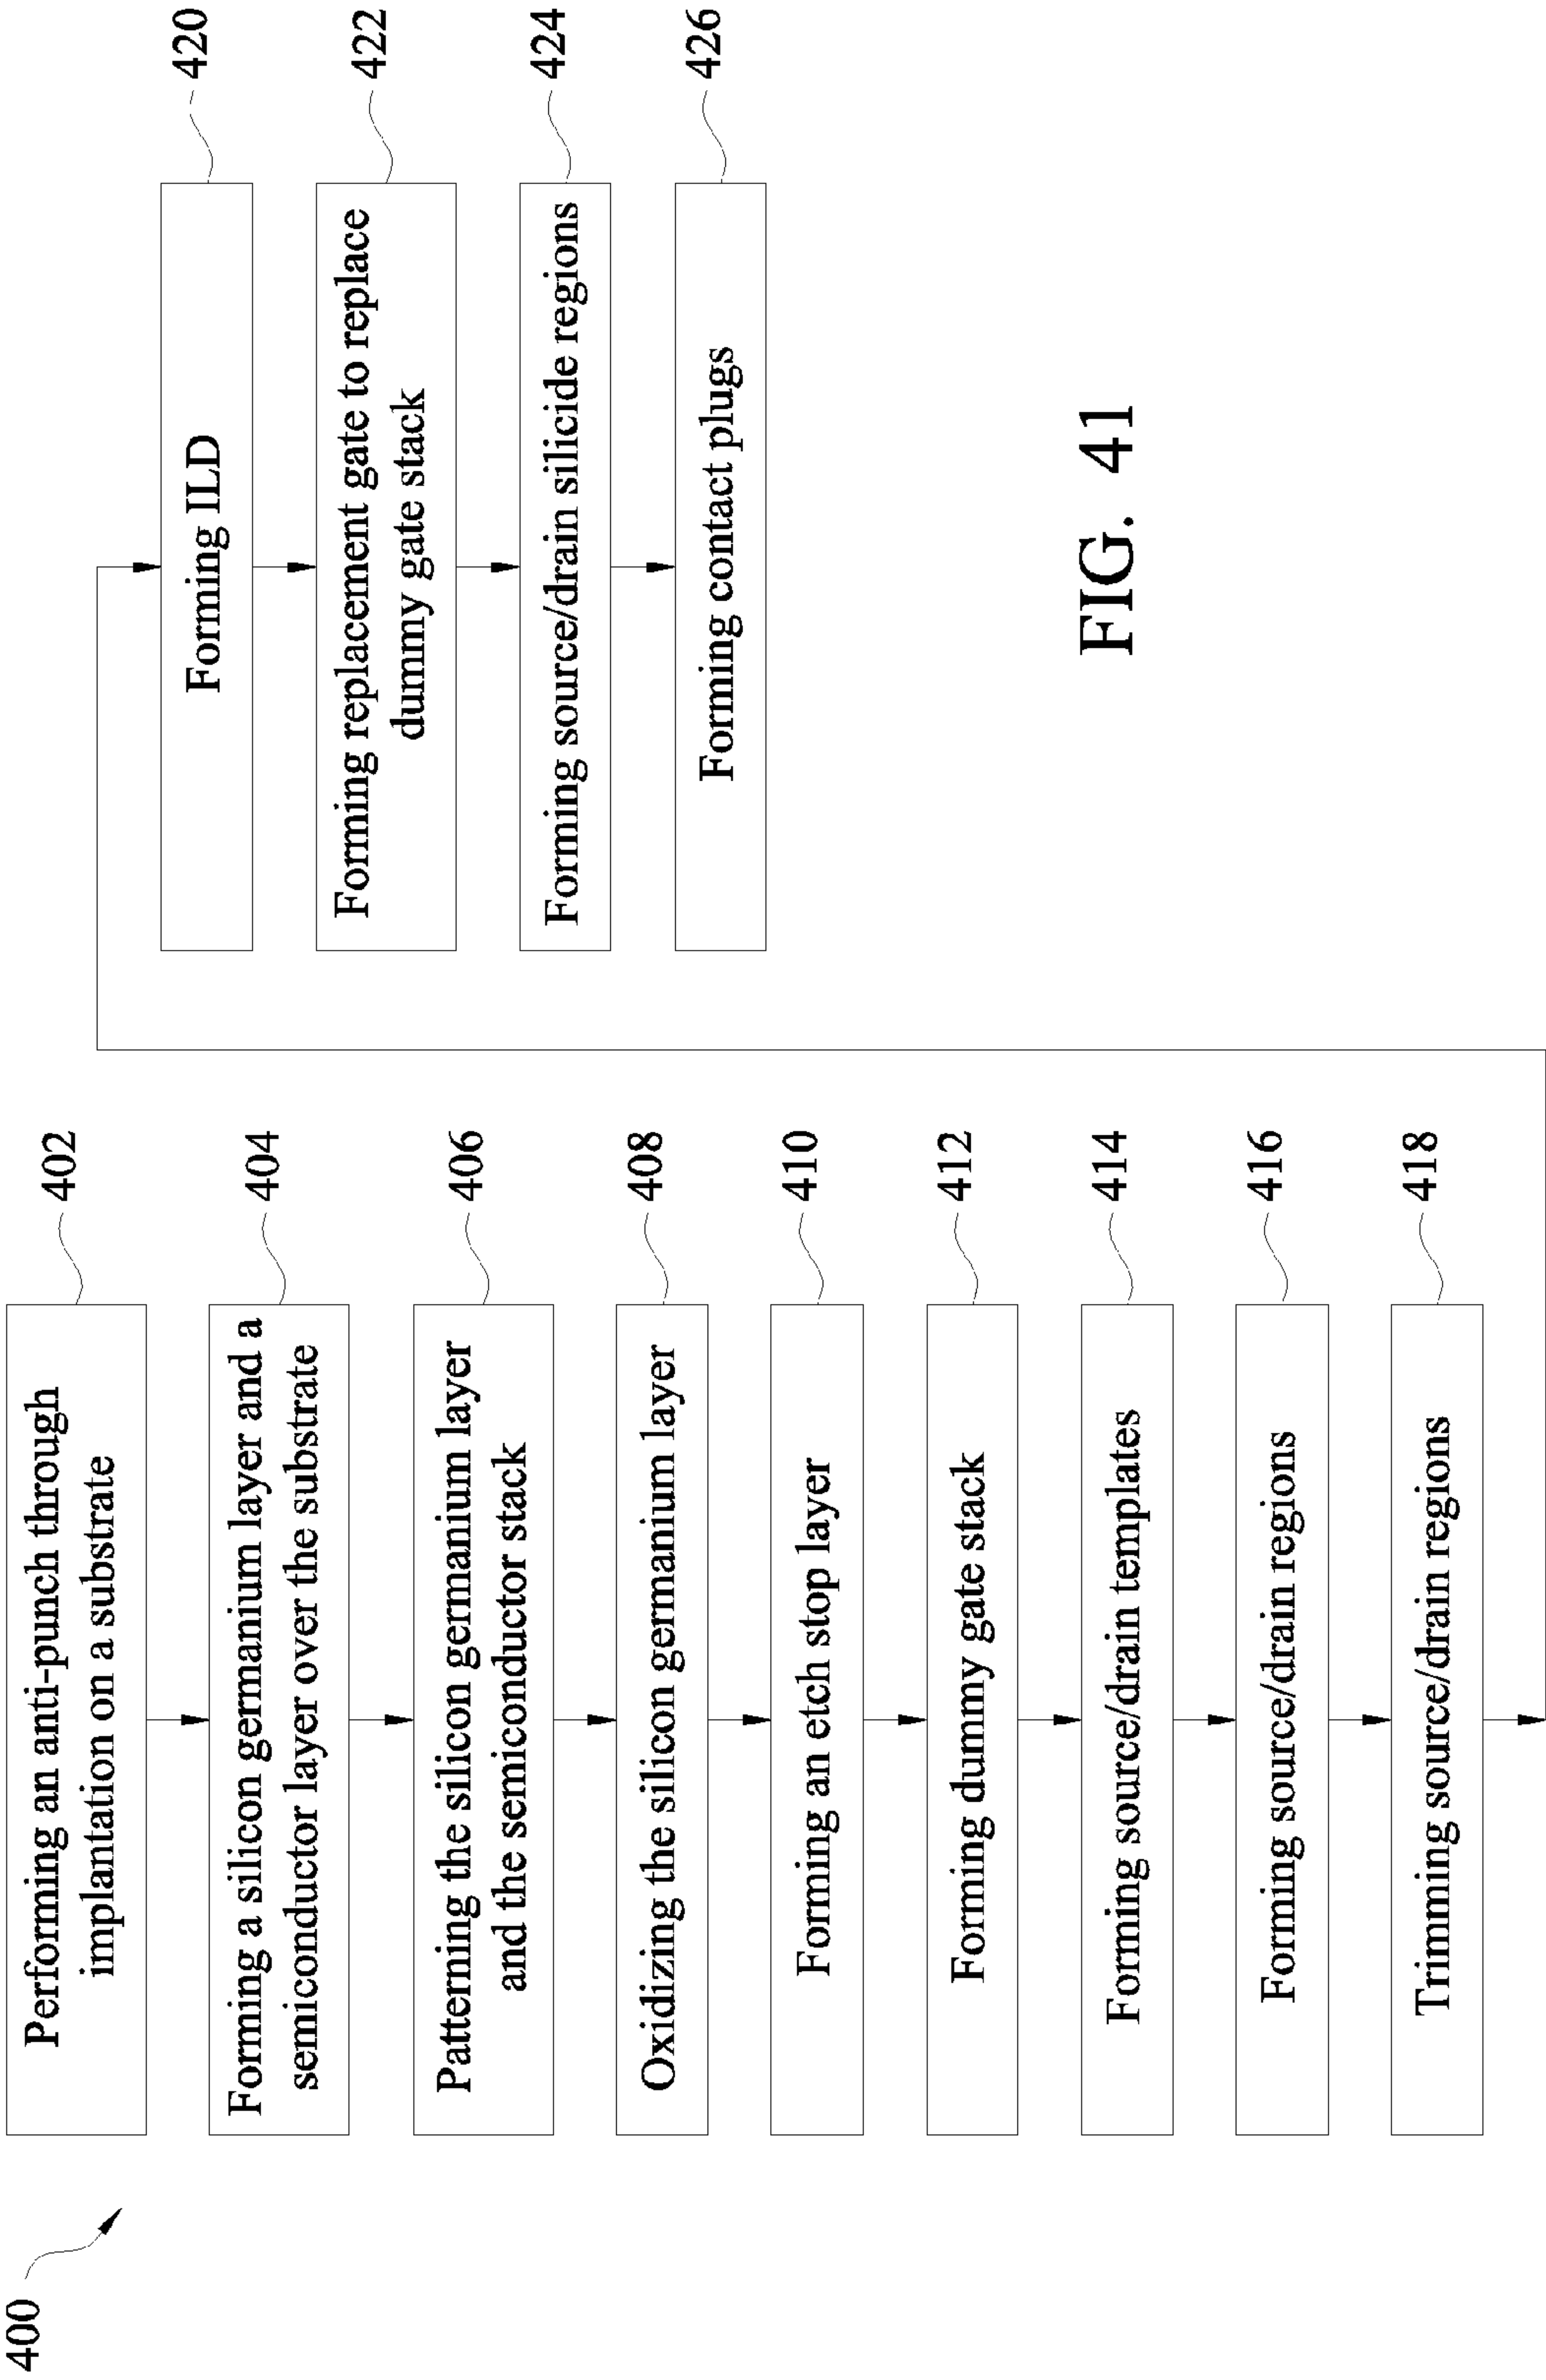 400
Performing an anti-punch through
implantation on a substrate
402
Forming a silicon germanium layer and a
semiconductor layer over the substrate
404
Patterning the silicon germanium layer
and the semiconductor stack
406
Oxidizing the silicon germanium layer
408
Forming an etch stop layer
410
Forming dummy gate stack
412
Forming source/drain templates
414
Forming source/drain regions
416
Trimming source/drain regions
418
Forming ILD
420
Forming replacement gate to replace
dummy gate stack
422
Forming source/drain silicide regions
424
Forming contact plugs
426
FIG. 41